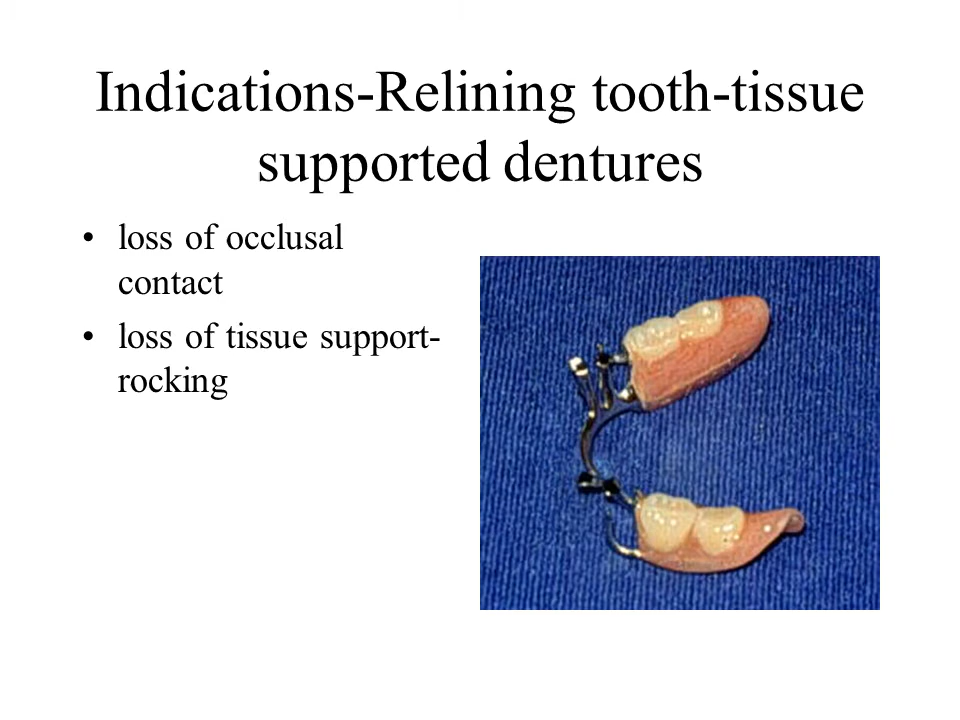 Indications-Relining tooth-tissue
supported dentures
• loss of occlusal
contact
• loss of tissue support-
rocking